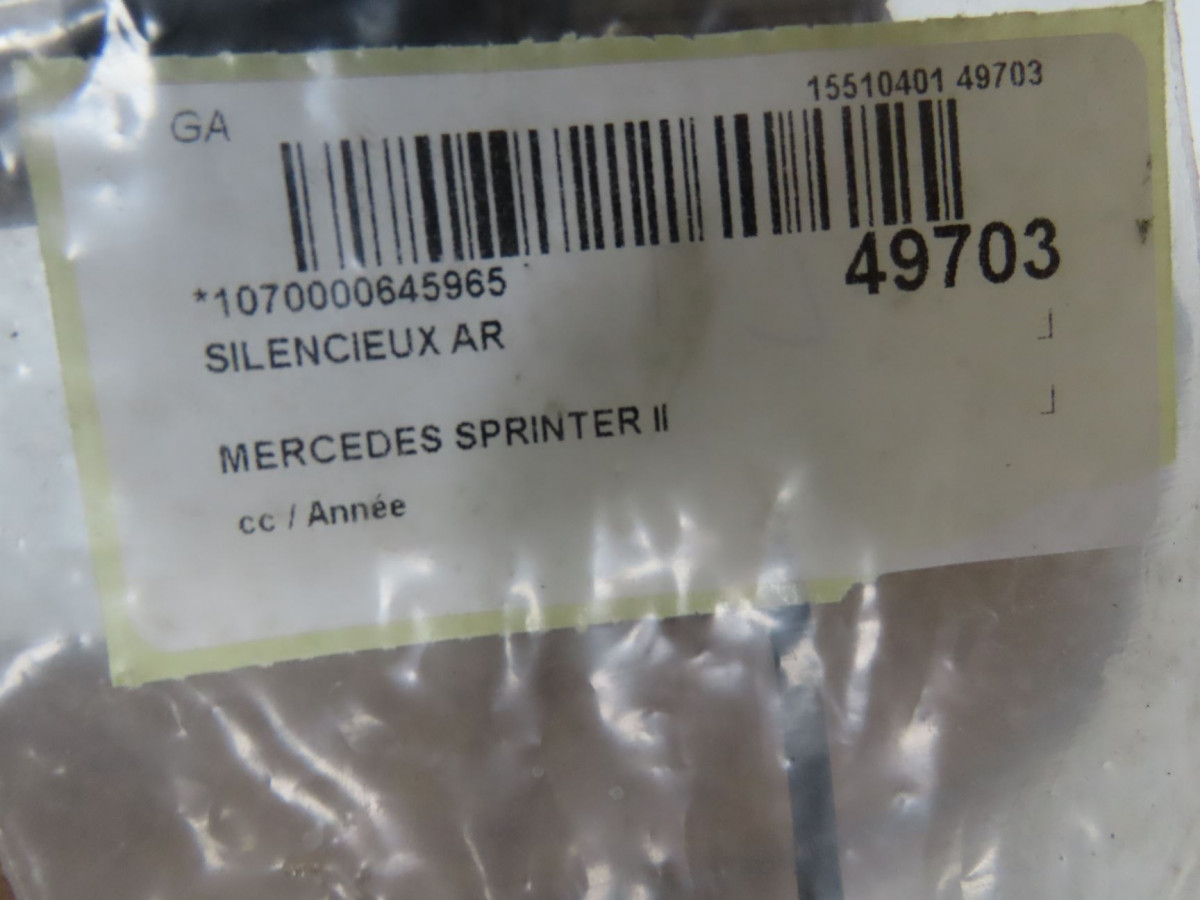 15510401 49703
GA
49703
*1070000645965
SILENCIEUX AR
MERCEDES SPRINTER II
cc / Année